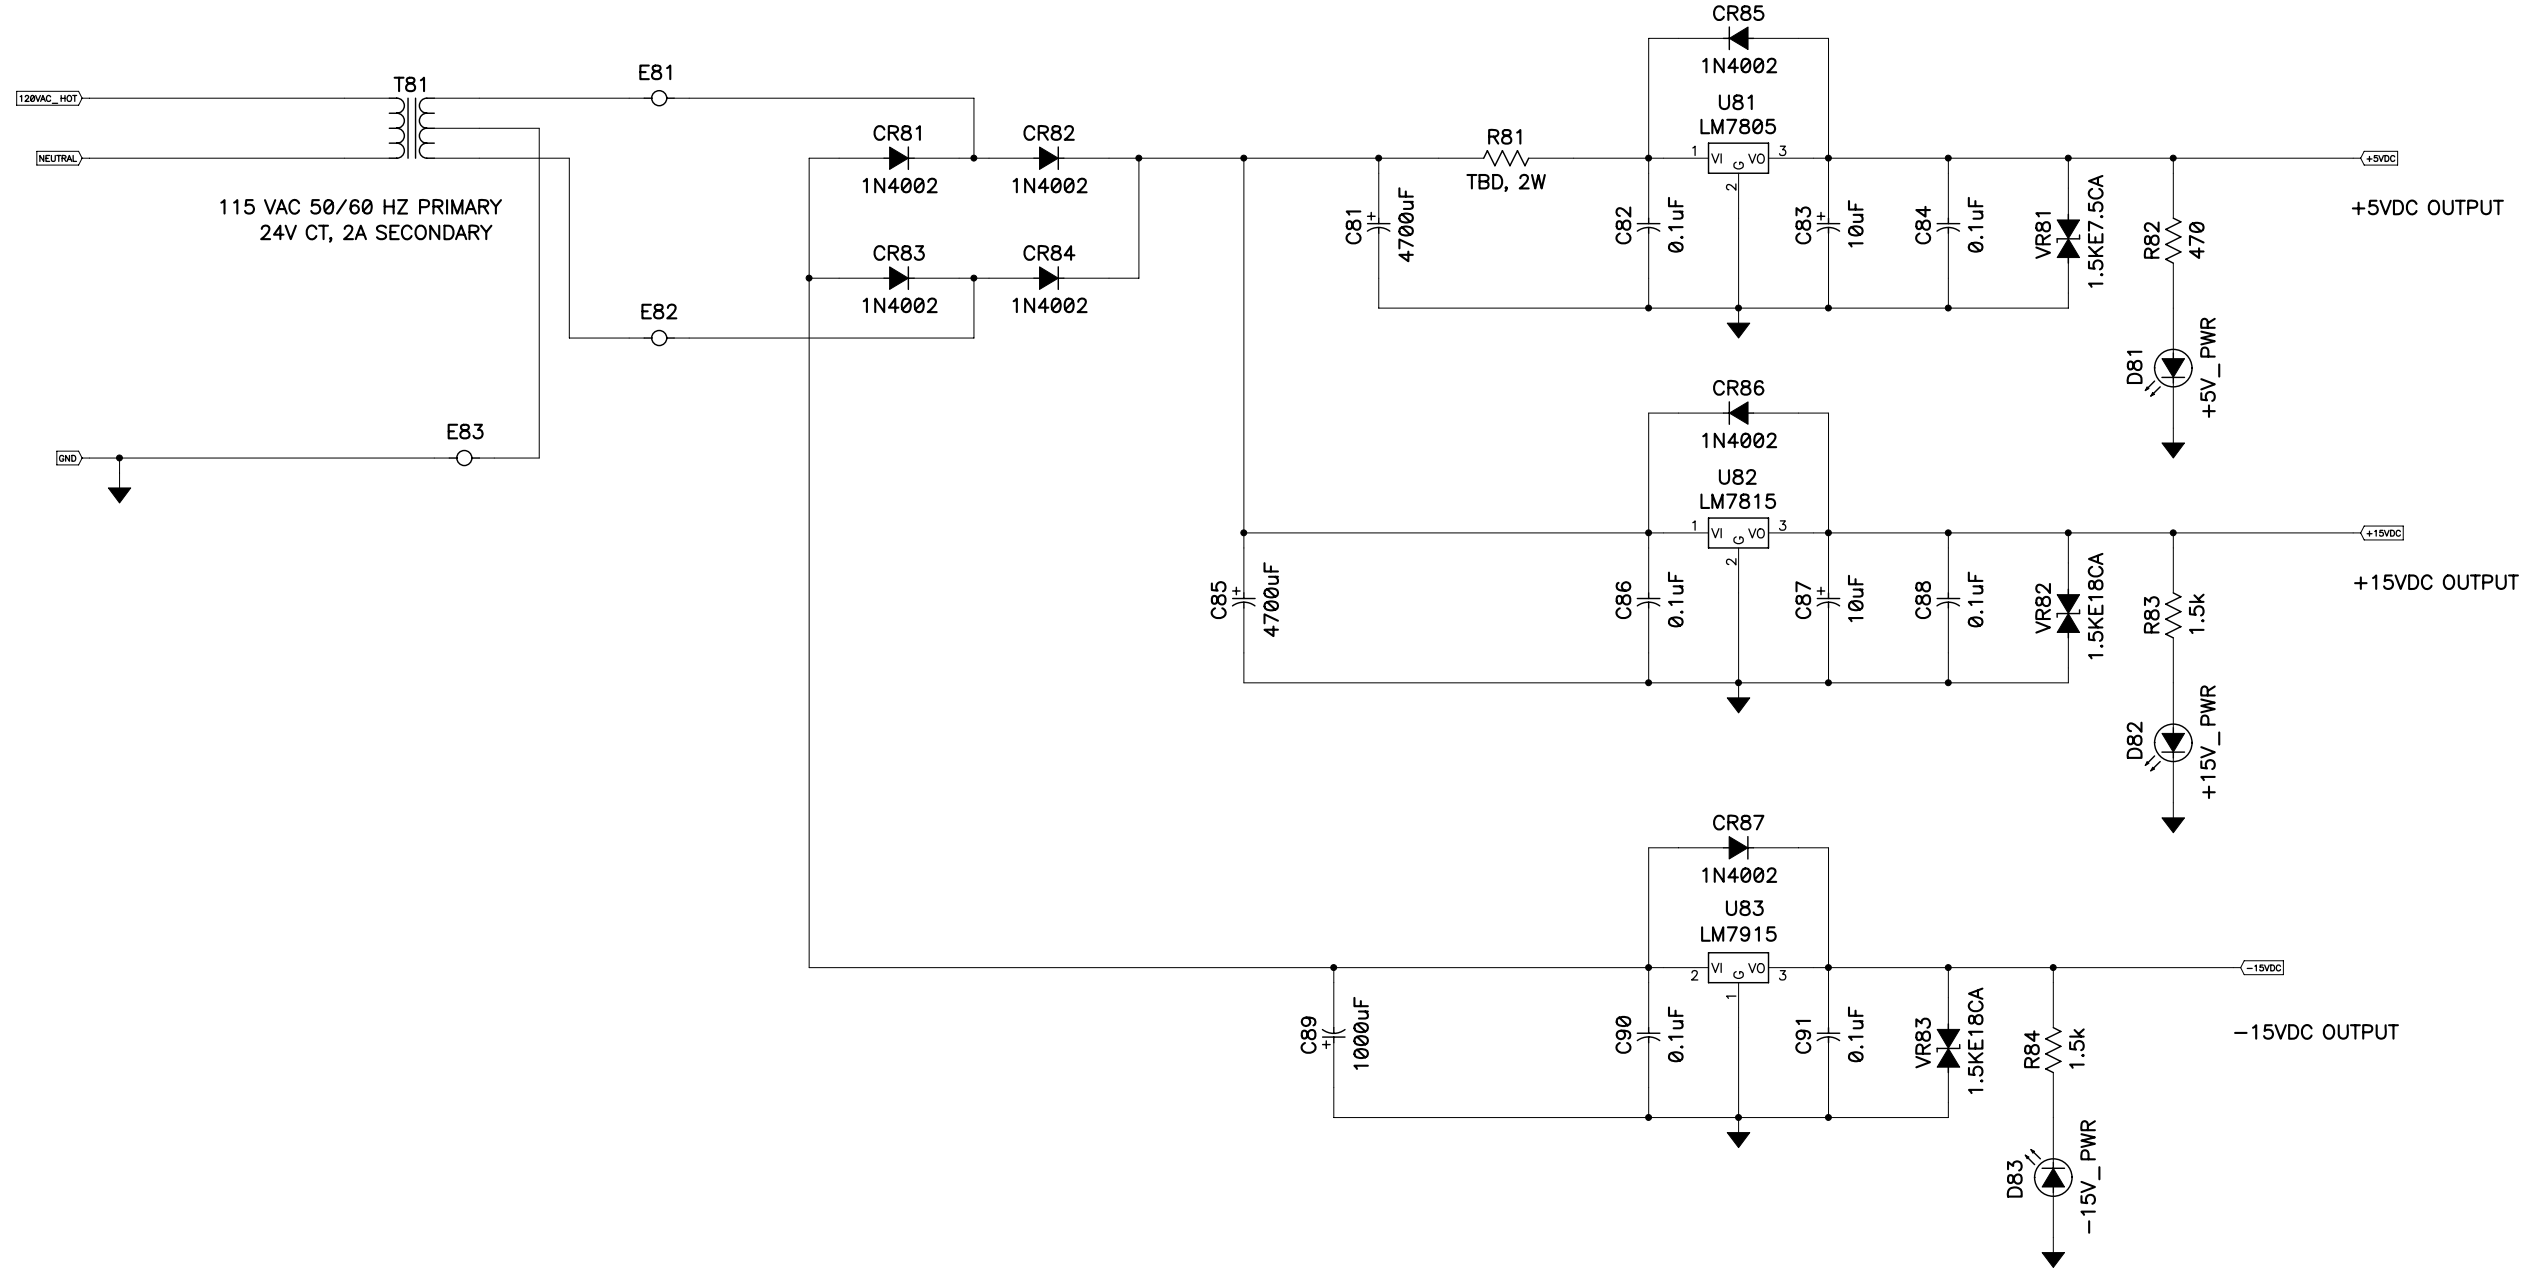 CR85
1N4002
120VAC_HOT
T81
E81
U81
LM7805
CR81
CR82
R81
1
VI
G
VO
3
+5VDC
NEUTRAL
1N4002
1N4002
TBD, 2W
2
115 VAC 50/60 HZ PRIMARY
24V CT, 2A SECONDARY
C81
+
4700uF
C82
0.1uF
C83
+
10uF
C84
0.1uF
VR81
1.5KE7.5CA
R82
470
+5VDC OUTPUT
CR83
CR84
1N4002
1N4002
E82
D81
+5V_PWR
CR86
1N4002
E83
GND
U82
LM7815
1
VI
G
VO
3
+15VDC
2
C85
+
4700uF
C86
0.1uF
C87
+
10uF
C88
0.1uF
VR82
1.5KE18CA
R83
1.5k
+15VDC OUTPUT
D82
+15V_PWR
CR87
1N4002
U83
LM7915
2
VI
G
VO
3
-15VDC
1
C89
+
1000uF
C90
0.1uF
C91
0.1uF
VR83
1.5KE18CA
R84
1.5k
-15VDC OUTPUT
D83
-15V_PWR